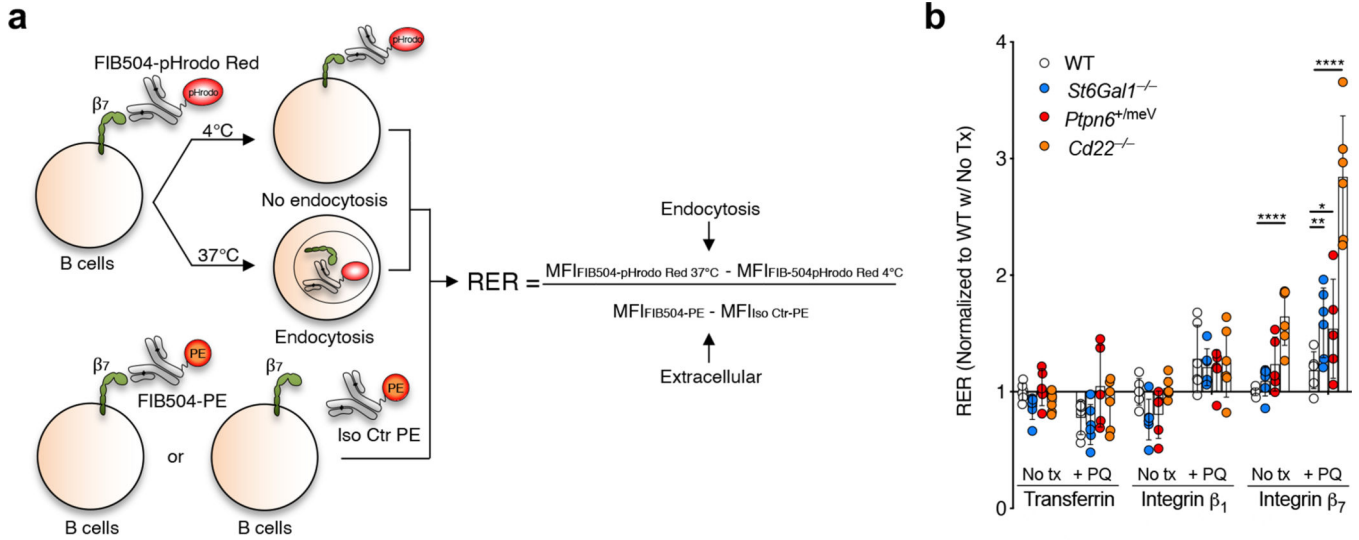 a
FIB504-pHrodo Red
β7
pHrodo
4°C
37°C
B cells
pHrodo
No endocytosis
Endocytosis
β7
PE
FIB504-PE
B cells
or
β7
PE
Iso Ctr PE
B cells
RER =
Endocytosis
MFIFIB504-pHrodo Red 37°C - MFIFIB-504pHrodo Red 4°C
MFIFIB504-PE - MFIIso Ctr-PE
Extracellular
b
RER (Normalized to WT w/ No Tx)
4
3
2
1
0
WT
St6Gal1–/–
Ptpn6+/meV
Cd22–/–
****
*
**
****
No tx + PQ No tx + PQ No tx + PQ
Transferrin Integrin β1 Integrin β7